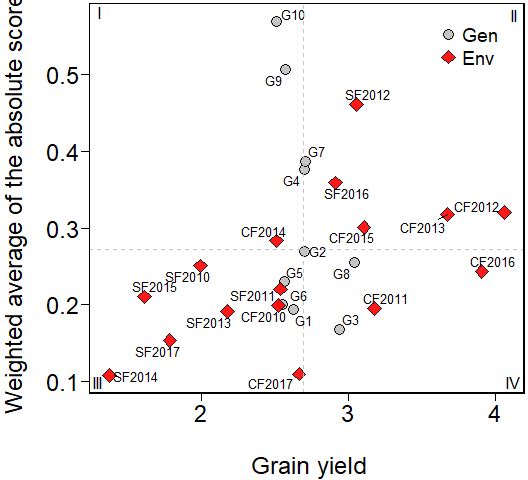 Weighted average of the absolute score
I
II
G10
Gen
Env
G9
SF2012
0.5
G7
0.4
G4
SF2016
CF2012
CF2013
CF2014
CF2015
0.3
G2
CF2016
G8
SF2010
G5
SF2015
SF2011
G6
CF2011
0.2
CF2010
G1
G3
SF2013
SF2017
SF2014
CF2017
0.1
III
IV
2
3
4
Grain yield